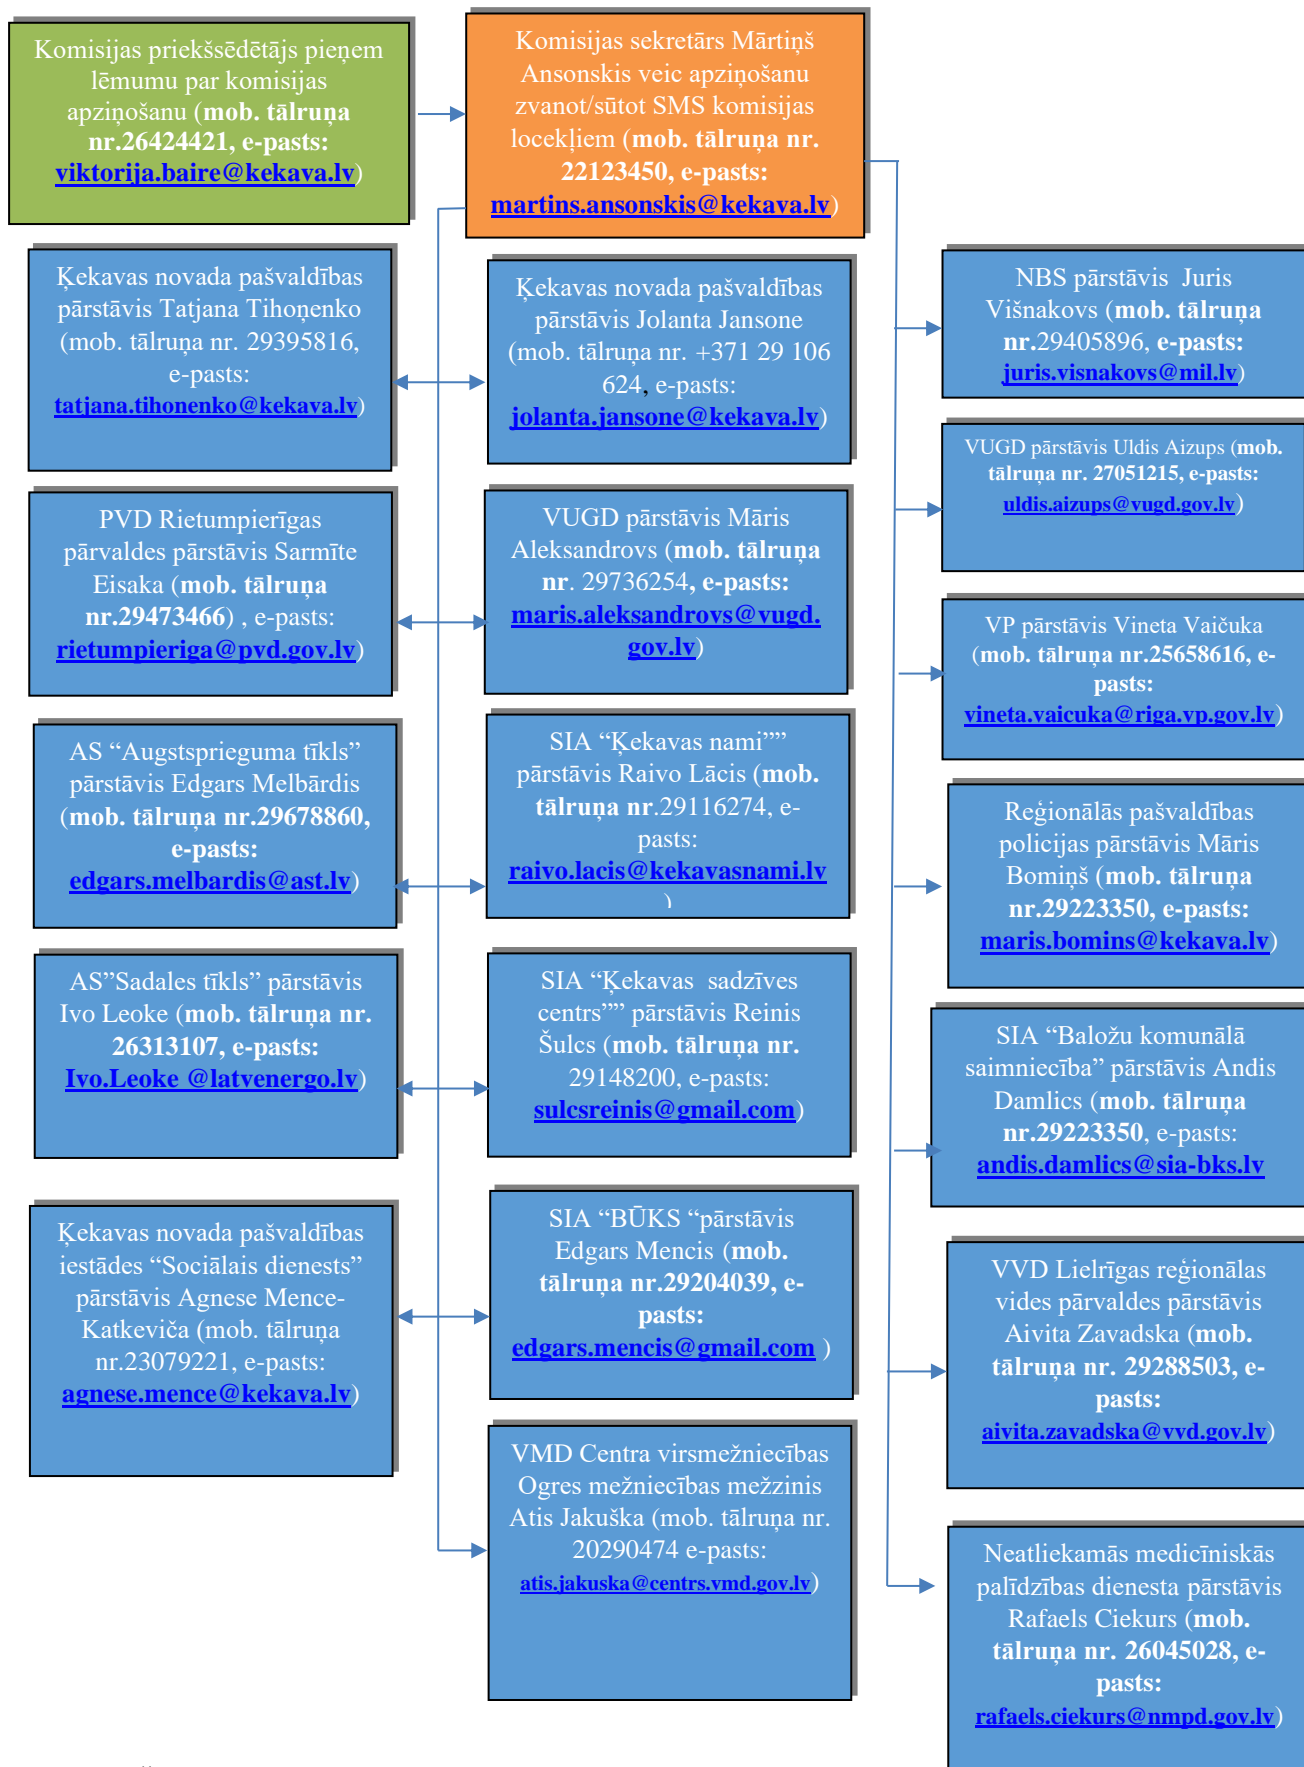 Komisijas priekšsēdētājs pieņem
lēmumu par komisijas
apziņošanu (mob. tālruņa
nr.26424421, e-pasts:
viktorija.baire@kekava.lv)
Komisijas sekretārs Mārtiņš
Ansonskis veic apziņošanu
zvanot/sūtot SMS komisijas
locekļiem (mob. tālruņa nr.
22123450, e-pasts:
martins.ansonskis@kekava.lv)
Ķekavas novada pašvaldības
pārstāvis Tatjana Tihoņenko
(mob. tālruņa nr. 29395816,
e-pasts:
tatjana.tihonenko@kekava.lv)
Ķekavas novada pašvaldības
pārstāvis Jolanta Jansone
(mob. tālruņa nr. +371 29 106
624, e-pasts:
jolanta.jansone@kekava.lv)
NBS pārstāvis  Juris
Višnakovs (mob. tālruņa
nr.29405896, e-pasts:
juris.visnakovs@mil.lv)
VUGD pārstāvis Uldis Aizups (mob.
tālruņa nr. 27051215, e-pasts:
uldis.aizups@vugd.gov.lv)
PVD Rietumpierīgas
pārvaldes pārstāvis Sarmīte
Eisaka (mob. tālruņa
nr.29473466) , e-pasts:
rietumpieriga@pvd.gov.lv)
VUGD pārstāvis Māris
Aleksandrovs (mob. tālruņa
nr. 29736254, e-pasts:
maris.aleksandrovs@vugd.
gov.lv)
VP pārstāvis Vineta Vaičuka
(mob. tālruņa nr.25658616, e-
pasts:
vineta.vaicuka@riga.vp.gov.lv)
AS “Augstsprieguma tīkls”
pārstāvis Edgars Melbārdis
(mob. tālruņa nr.29678860,
e-pasts:
edgars.melbardis@ast.lv)
SIA “Ķekavas nami””
pārstāvis Raivo Lācis (mob.
tālruņa nr.29116274, e-
pasts:
raivo.lacis@kekavasnami.lv
)
Reģionālās pašvaldības
policijas pārstāvis Māris
Bomiņš (mob. tālruņa
nr.29223350, e-pasts:
maris.bomins@kekava.lv)
AS”Sadales tīkls” pārstāvis
Ivo Leoke (mob. tālruņa nr.
26313107, e-pasts:
Ivo.Leoke @latvenergo.lv)
SIA “Ķekavas  sadzīves
centrs”” pārstāvis Reinis
Šulcs (mob. tālruņa nr.
29148200, e-pasts:
sulcsreinis@gmail.com)
SIA “Baložu komunālā
saimniecība” pārstāvis Andis
Damlics (mob. tālruņa
nr.29223350, e-pasts:
andis.damlics@sia-bks.lv
Ķekavas novada pašvaldības
iestādes “Sociālais dienests”
pārstāvis Agnese Mence-
Katkeviča (mob. tālruņa
nr.23079221, e-pasts:
agnese.mence@kekava.lv)
SIA “BŪKS “pārstāvis
Edgars Mencis (mob.
tālruņa nr.29204039, e-
pasts:
edgars.mencis@gmail.com )
VVD Lielrīgas reģionālas
vides pārvaldes pārstāvis
Aivita Zavadska (mob.
tālruņa nr. 29288503, e-
pasts:
aivita.zavadska@vvd.gov.lv)
VMD Centra virsmežniecības
Ogres mežniecības mežzinis
Atis Jakuška (mob. tālruņa nr.
20290474 e-pasts:
atis.jakuska@centrs.vmd.gov.lv)
Neatliekamās medicīniskās
palīdzības dienesta pārstāvis
Rafaels Ciekurs (mob.
tālruņa nr. 26045028, e-
pasts:
rafaels.ciekurs@nmpd.gov.lv)